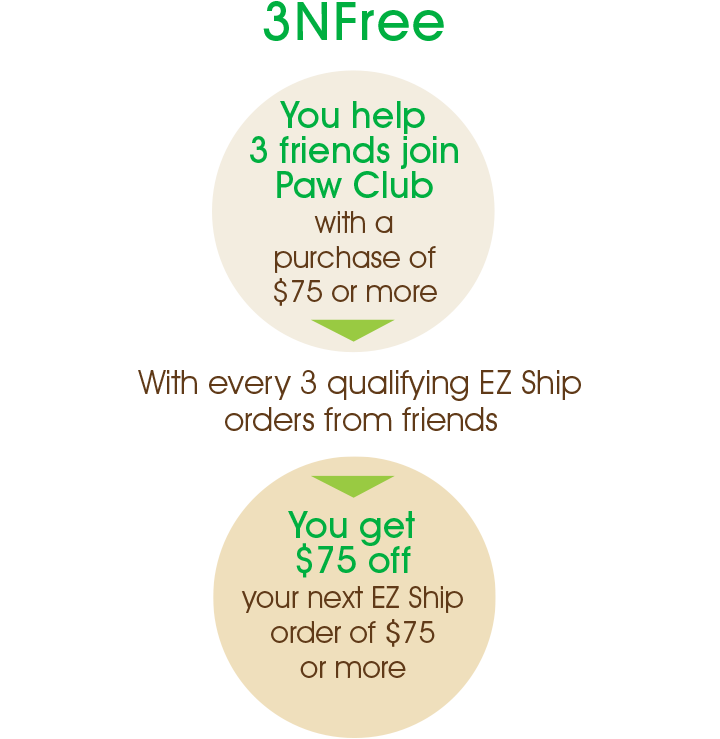 3NFree
You help
3 friends join
Paw Club
with a
purchase of
$75 or more
With every 3 qualifying EZ Ship
orders from friends
You get
$75 off
your next EZ Ship
order of $75
or more